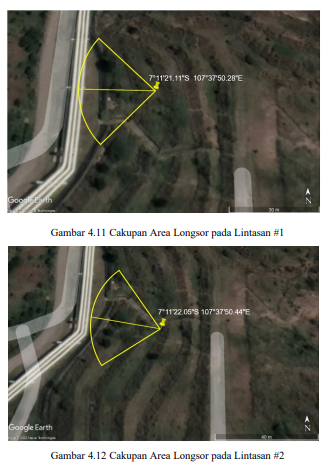 7°11'21.11"S 107°37'50.28"E
Google Earth
N
30 m
Gambar 4.11 Cakupan Area Longsor pada Lintasan #1
7°11'22.05"S 107°37'50.44"E
Google Earth
N
40 m
Gambar 4.12 Cakupan Area Longsor pada Lintasan #2